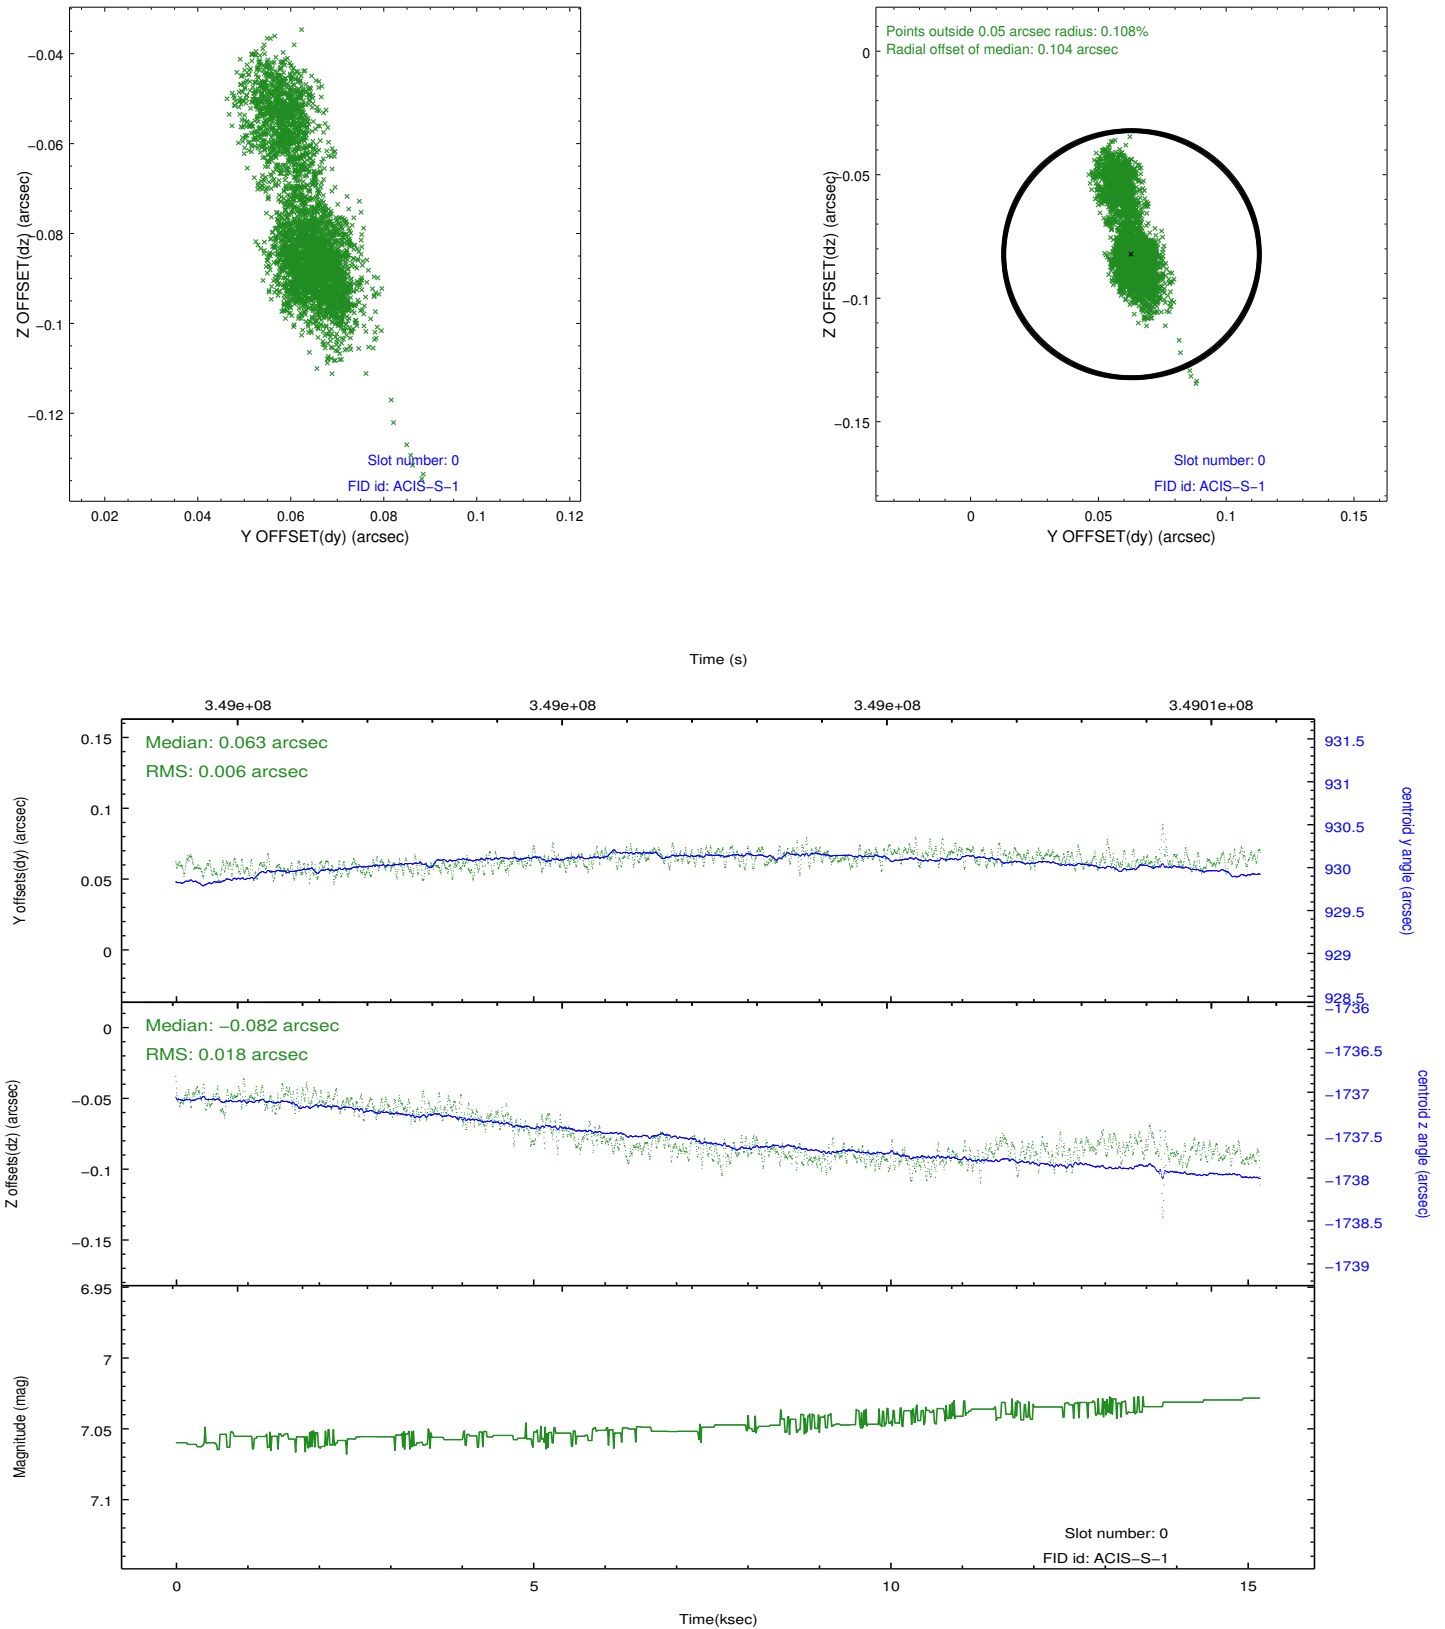 −0.04
−0.06
−0.08
−0.1
−0.12
Z OFFSET(dz) (arcsec)
Slot number: 0
FID id: ACIS−S−1
0.02 0.04 0.06 0.08 0.1 0.12
Y OFFSET(dy) (arcsec)
Points outside 0.05 arcsec radius: 0.108%
Radial offset of median: 0.104 arcsec
0
−0.05
−0.1
−0.15
Z OFFSET(dz) (arcsec)
Slot number: 0
FID id: ACIS−S−1
0 0.05 0.1 0.15
Y OFFSET(dy) (arcsec)
Time (s)
3.49e+08 3.49e+08 3.49e+08 3.4901e+08
Median: 0.063 arcsec
RMS: 0.006 arcsec
0.15
0.1
0.05
0
Y offsets(dy) (arcsec)
931.5
931
930.5
930
929.5
929
928.5
centroid y angle (arcsec)
Median: −0.082 arcsec
RMS: 0.018 arcsec
0
−0.05
−0.1
−0.15
Z offsets(dz) (arcsec)
−1736
−1736.5
−1737
−1737.5
−1738
−1738.5
−1739
centroid z angle (arcsec)
6.95
7
7.05
7.1
Magnitude (mag)
Slot number: 0
FID id: ACIS−S−1
0 5 10 15
Time(ksec)